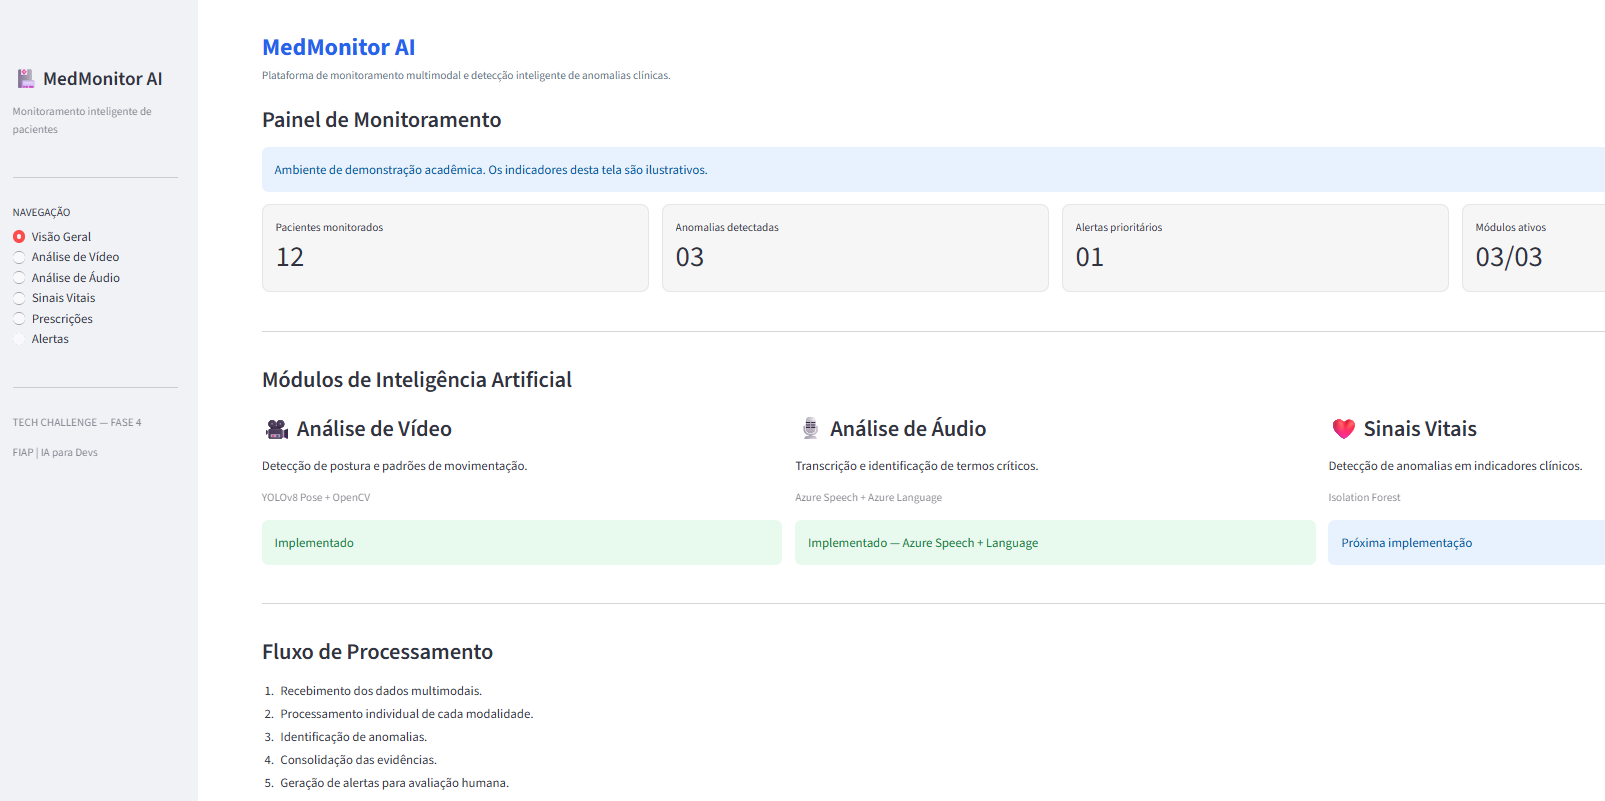 MedMonitor AI
Monitoramento inteligente de
pacientes
NAVEGAÇÃO
Visão Geral
Análise de Vídeo
Análise de Áudio
Sinais Vitais
Prescrições
Alertas
TECH CHALLENGE — FASE 4
FIAP | IA para Devs
MedMonitor AI
Plataforma de monitoramento multimodal e detecção inteligente de anomalias clínicas.
Painel de Monitoramento
Ambiente de demonstração acadêmica. Os indicadores desta tela são ilustrativos.
Pacientes monitorados
12
Anomalias detectadas
03
Alertas prioritários
01
Módulos ativos
03/03
Módulos de Inteligência Artificial
Análise de Vídeo
Detecção de postura e padrões de movimentação.
YOLOv8 Pose + OpenCV
Implementado
Análise de Áudio
Transcrição e identificação de termos críticos.
Azure Speech + Azure Language
Implementado — Azure Speech + Language
Sinais Vitais
Detecção de anomalias em indicadores clínicos.
Isolation Forest
Próxima implementação
Fluxo de Processamento
1. Recebimento dos dados multimodais.
2. Processamento individual de cada modalidade.
3. Identificação de anomalias.
4. Consolidação das evidências.
5. Geração de alertas para avaliação humana.